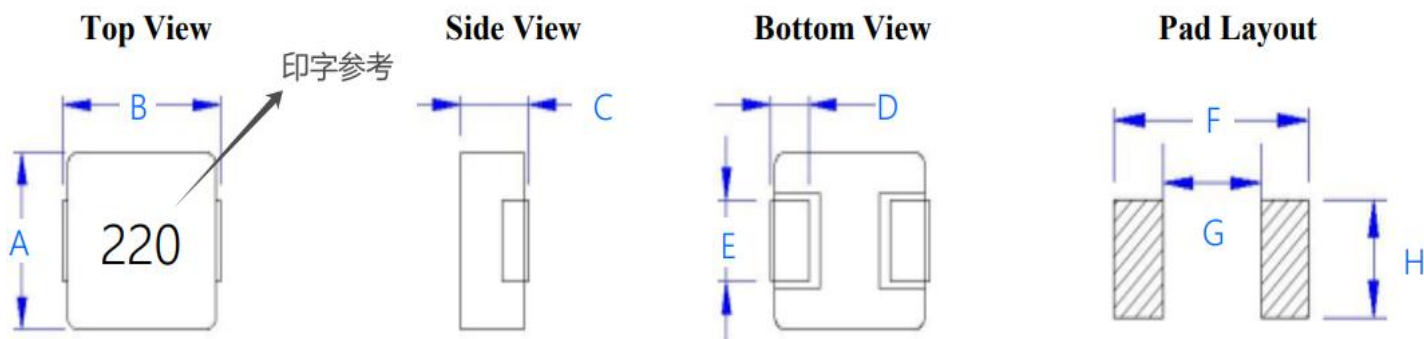 Top View
Side View
Bottom View
Pad Layout
印字参考
B
C
D
F
A
220
E
G
H